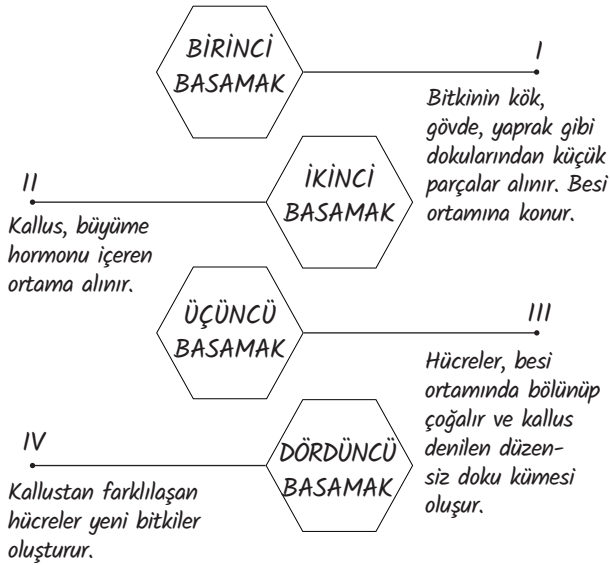 BİRİNCİ
BASAMAK
I
Bitkinin kök,
gövde, yaprak gibi
dokularından küçük
parçalar alınır. Besi
ortamına konur.
İKİNCİ
BASAMAK
II
Kallus, büyüme
hormonu içeren
ortama alınır.
ÜÇÜNCÜ
BASAMAK
III
Hücreler, besi
ortamında bölünüp
çoğalır ve kallus
denilen düzen-
siz doku kümesi
oluşur.
DÖRDÜNCÜ
BASAMAK
IV
Kallustan farklılaşan
hücreler yeni bitkiler
oluşturur.